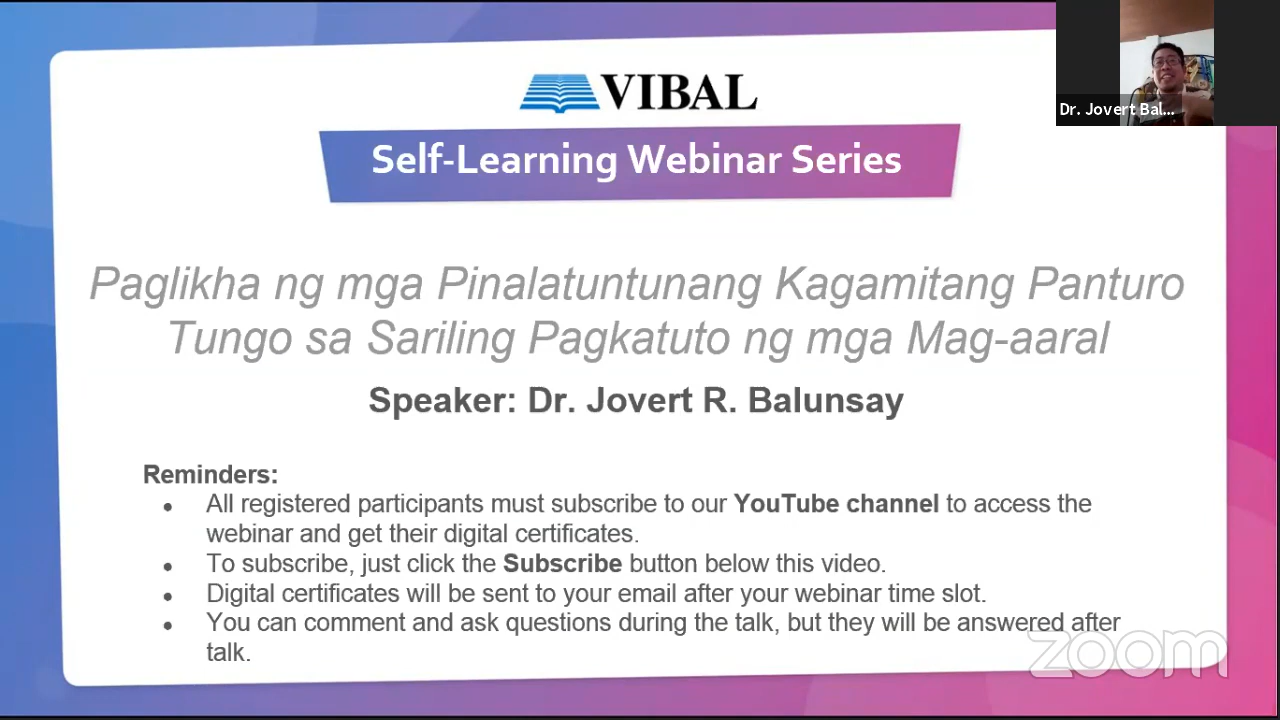 VIBAL
Self-Learning Webinar Series
Paglikha ng mga Pinalatuntunang Kagamitang Panturo
Tungo sa Sariling Pagkatuto ng mga Mag-aaral
Speaker: Dr. Jovert R. Balunsay
Reminders:
• All registered participants must subscribe to our YouTube channel to access the
webinar and get their digital certificates.
• To subscribe, just click the Subscribe button below this video.
• Digital certificates will be sent to your email after your webinar time slot.
• You can comment and ask questions during the talk, but they will be answered after
talk.
Dr. Jovert Bal...
zoom